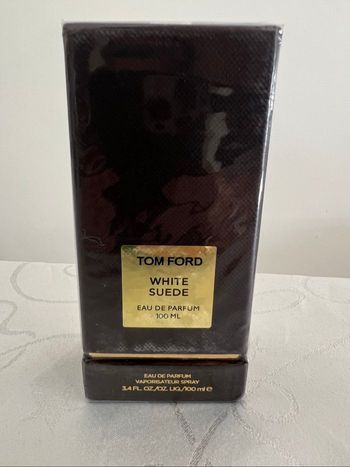 TOM FORD
WHITE
SUEDE
EAU DE PARFUM
100 ML
EAU DE PARFUM
VAPORISATEUR SPRAY
3.4 FL. OZ./OZ. LIQ./100 ml ℮